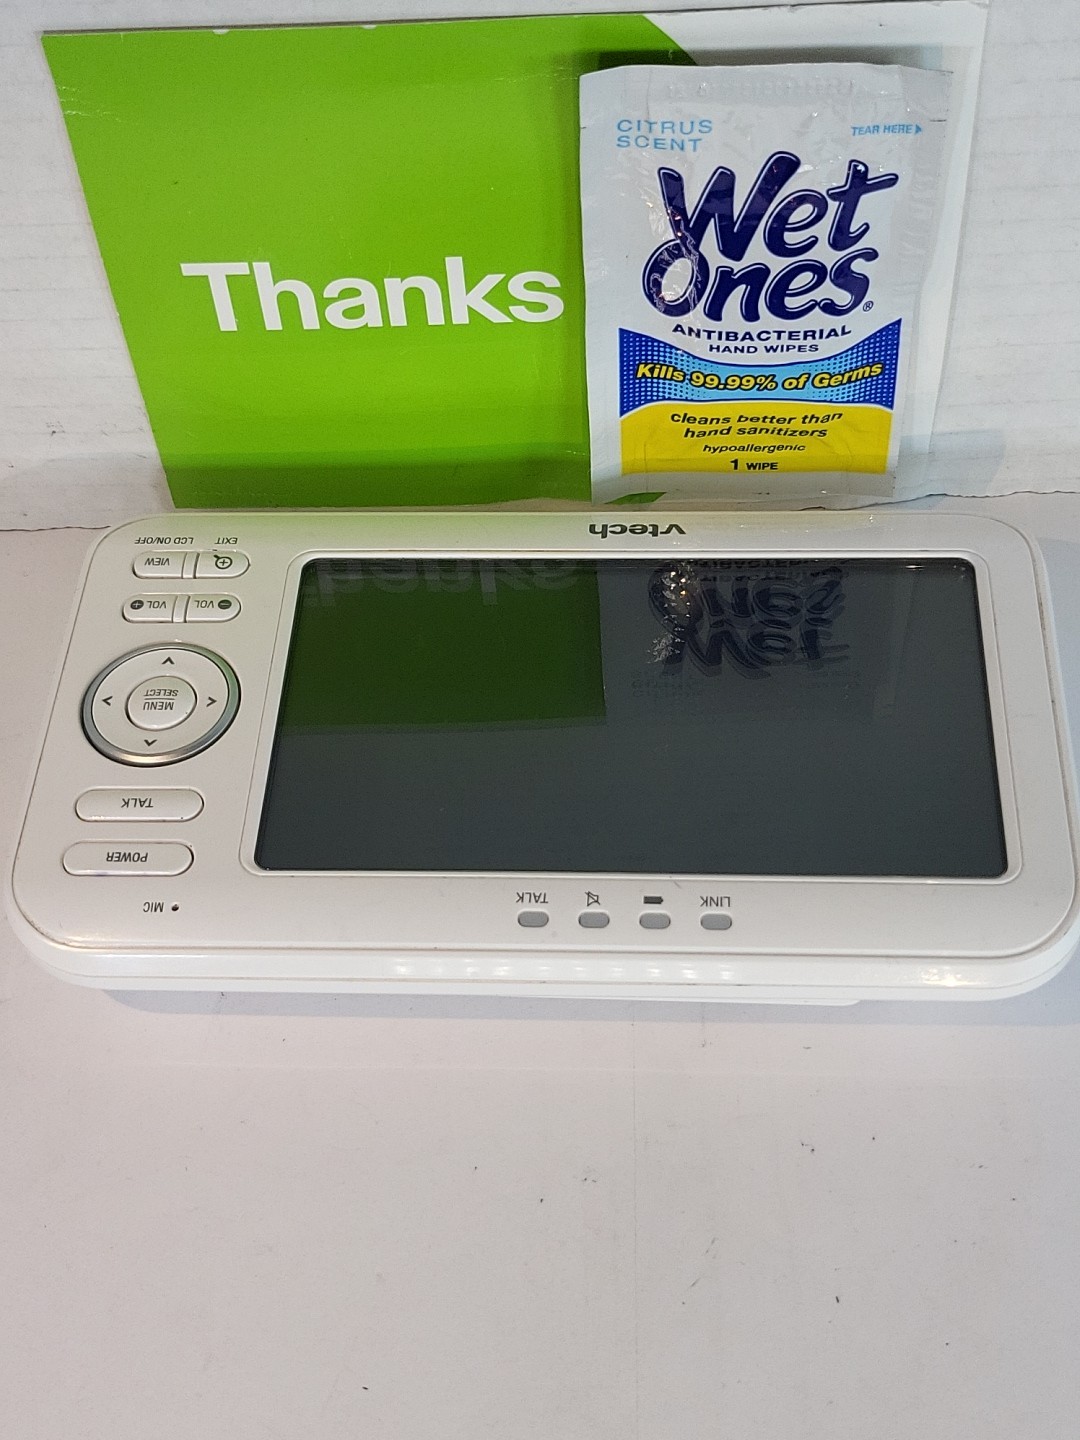 Thanks
CITRUS
SCENT
TEAR HERE
Wet
Ones®
ANTIBACTERIAL
HAND WIPES
Kills 99.99% of Germs
cleans better than
hand sanitizers
hypoallergenic
1 WIPE
vtech
EXIT
LCD ON/OFF
VIEW
VOL
VOL
MENU
SELECT
TALK
POWER
MIC
LINK
TALK